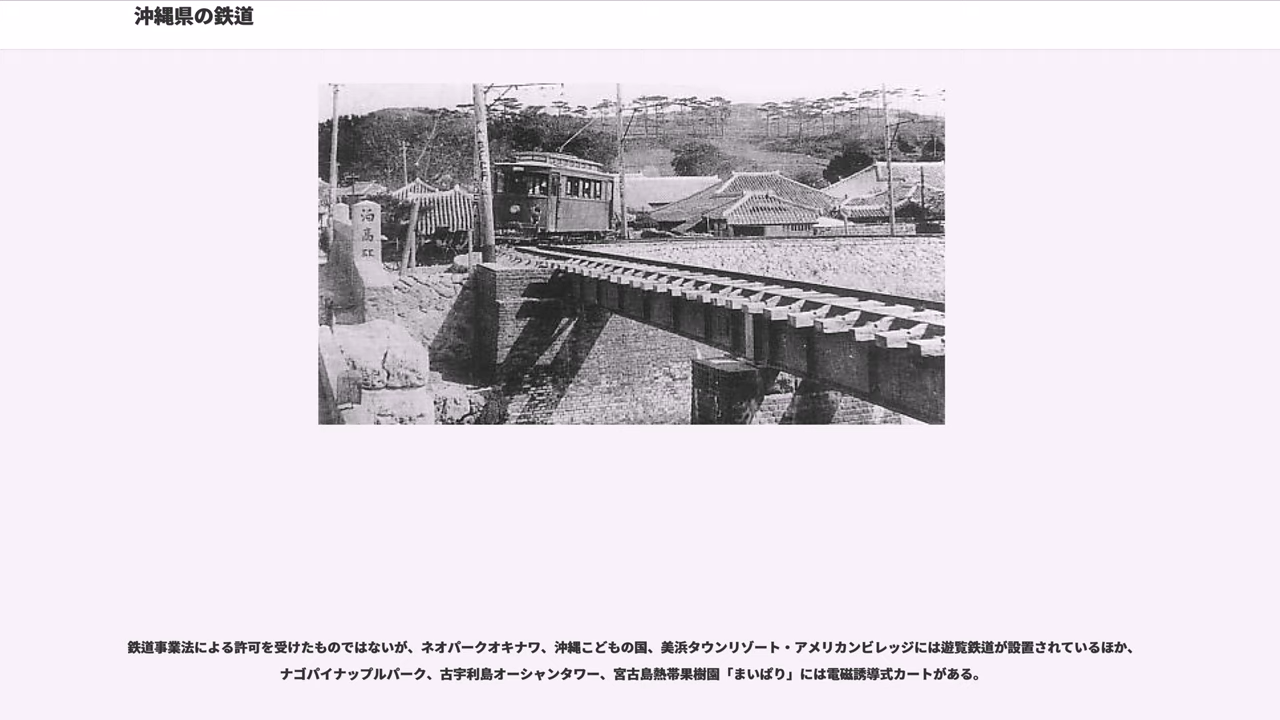 沖縄県の鉄道
泊高
鉄道事業法による許可を受けたものではないが、ネオパークオキナワ、沖縄こどもの国、美浜タウンリゾート・アメリカンビレッジには遊覧鉄道が設置されているほか、
ナゴパイナップルパーク、古宇利島オーシャンタワー、宮古島熱帯果樹園「まいぱり」には電磁誘導式カートがある。